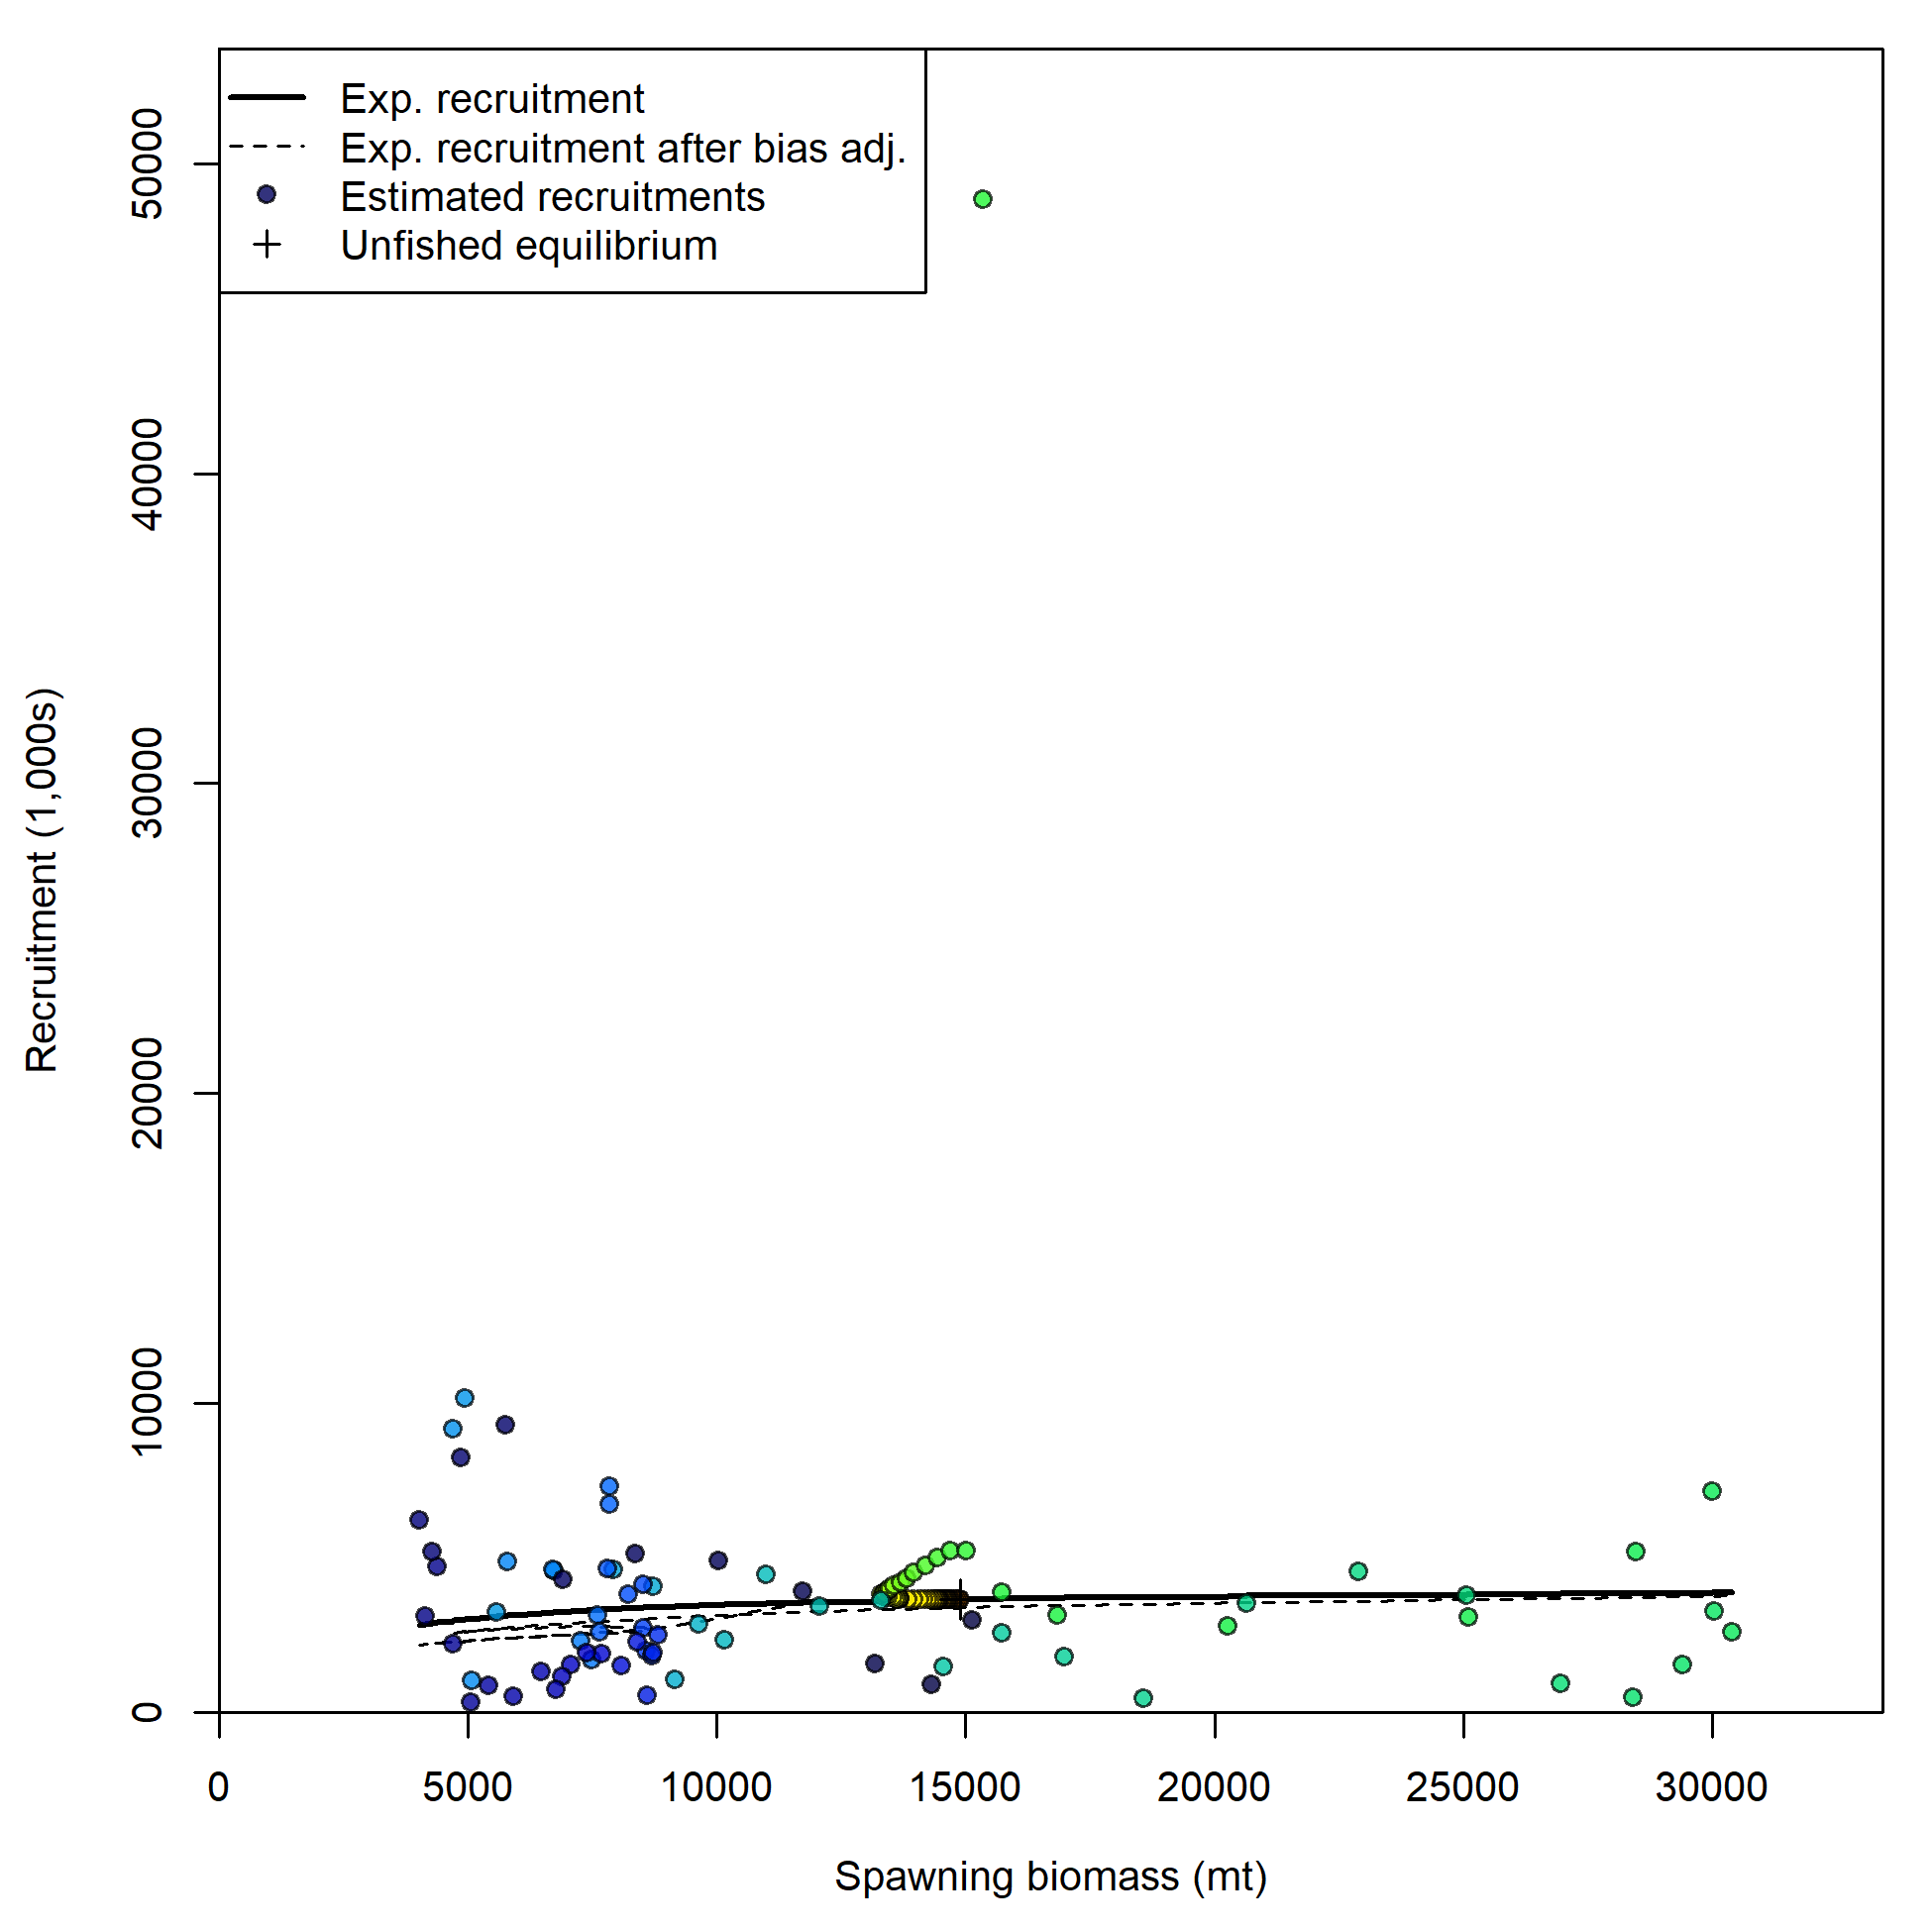 Exp. recruitment
Exp. recruitment after bias adj.
Estimated recruitments
Unfished equilibrium
Recruitment (1,000s)
50000
40000
30000
20000
10000
0
0 5000 10000 15000 20000 25000 30000
Spawning biomass (mt)